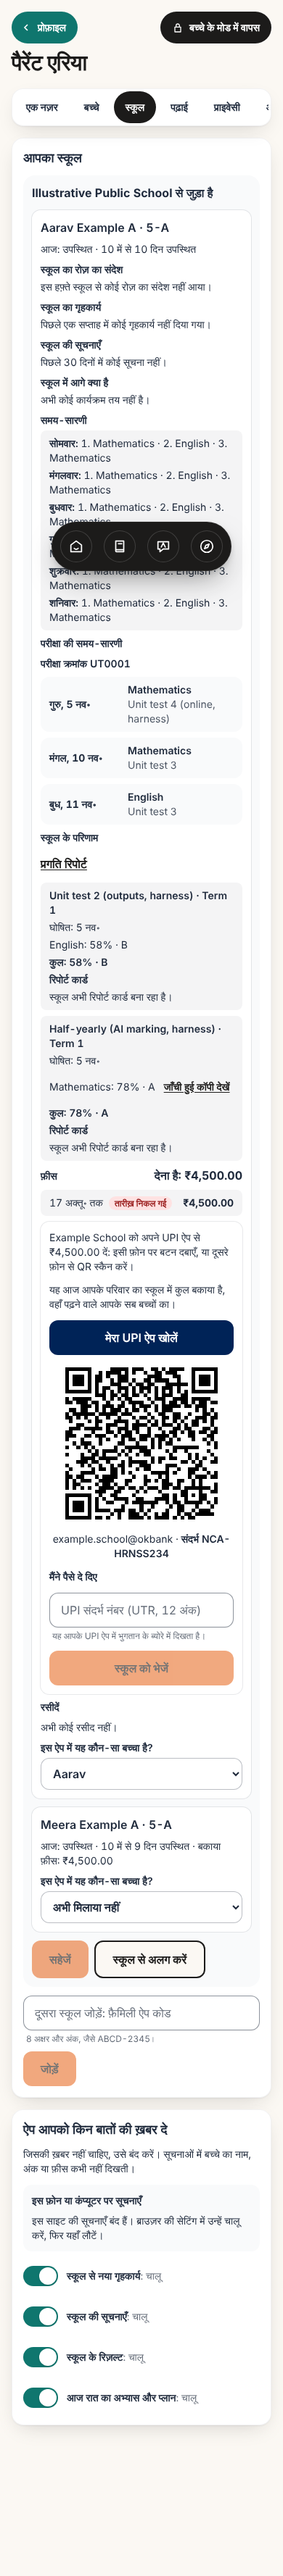 प्रोफ़ाइल
बच्चे के मोड में वापस
पैरेंट एरिया
एक नज़र
बच्चे
स्कूल
पढ़ाई
प्राइवेसी
आपका स्कूल
Illustrative Public School से जुड़ा है
Aarav Example A · 5-A
आज: उपस्थित · 10 में से 10 दिन उपस्थित
स्कूल का रोज़ का संदेश
इस हफ़्ते स्कूल से कोई रोज़ का संदेश नहीं आया।
स्कूल का गृहकार्य
पिछले एक सप्ताह में कोई गृहकार्य नहीं दिया गया।
स्कूल की सूचनाएँ
पिछले 30 दिनों में कोई सूचना नहीं।
स्कूल में आगे क्या है
अभी कोई कार्यक्रम तय नहीं है।
समय-सारणी
सोमवार: 1. Mathematics · 2. English · 3.
Mathematics
मंगलवार: 1. Mathematics · 2. English · 3.
Mathematics
बुधवार: 1. Mathematics · 2. English · 3.
शुक्रवार: 1. Mathematics · 2. English · 3.
Mathematics
शनिवार: 1. Mathematics · 2. English · 3.
Mathematics
परीक्षा की समय-सारणी
परीक्षा क्रमांक UT0001
गुरु, 5 नव॰
Mathematics
Unit test 4 (online,
harness)
मंगल, 10 नव॰
Mathematics
Unit test 3
बुध, 11 नव॰
English
Unit test 3
स्कूल के परिणाम
प्रगति रिपोर्ट
Unit test 2 (outputs, harness) · Term
1
घोषित: 5 नव॰
English: 58% · B
कुल: 58% · B
रिपोर्ट कार्ड
स्कूल अभी रिपोर्ट कार्ड बना रहा है।
Half-yearly (AI marking, harness) ·
Term 1
घोषित: 5 नव॰
Mathematics: 78% · A जाँची हुई कॉपी देखें
कुल: 78% · A
रिपोर्ट कार्ड
स्कूल अभी रिपोर्ट कार्ड बना रहा है।
फ़ीस
देना है: ₹4,500.00
17 अक्तू॰ तक तारीख़ निकल गई ₹4,500.00
Example School को अपने UPI ऐप से
₹4,500.00 दें: इसी फ़ोन पर बटन दबाएँ, या दूसरे
फ़ोन से QR स्कैन करें।
यह आज आपके परिवार का स्कूल में कुल बकाया है,
वहाँ पढ़ने वाले आपके सब बच्चों का।
मेरा UPI ऐप खोलें
example.school@okbank · संदर्भ NCA-
HRNSS234
मैंने पैसे दे दिए
UPI संदर्भ नंबर (UTR, 12 अंक)
यह आपके UPI ऐप में भुगतान के ब्योरे में दिखता है।
स्कूल को भेजें
रसीदें
अभी कोई रसीद नहीं।
इस ऐप में यह कौन-सा बच्चा है?
Aarav
Meera Example A · 5-A
आज: उपस्थित · 10 में से 9 दिन उपस्थित · बकाया
फ़ीस: ₹4,500.00
इस ऐप में यह कौन-सा बच्चा है?
अभी मिलाया नहीं
सहेजें
स्कूल से अलग करें
दूसरा स्कूल जोड़ें: फ़ैमिली ऐप कोड
8 अक्षर और अंक, जैसे ABCD-2345।
जोड़ें
ऐप आपको किन बातों की ख़बर दे
जिसकी ख़बर नहीं चाहिए, उसे बंद करें। सूचनाओं में बच्चे का नाम,
अंक या फ़ीस कभी नहीं दिखती।
इस फ़ोन या कंप्यूटर पर सूचनाएँ
इस साइट की सूचनाएँ बंद हैं। ब्राउज़र की सेटिंग में उन्हें चालू
करें, फिर यहाँ लौटें।
स्कूल से नया गृहकार्य: चालू
स्कूल की सूचनाएँ: चालू
स्कूल के रिज़ल्ट: चालू
आज रात का अभ्यास और प्लान: चालू